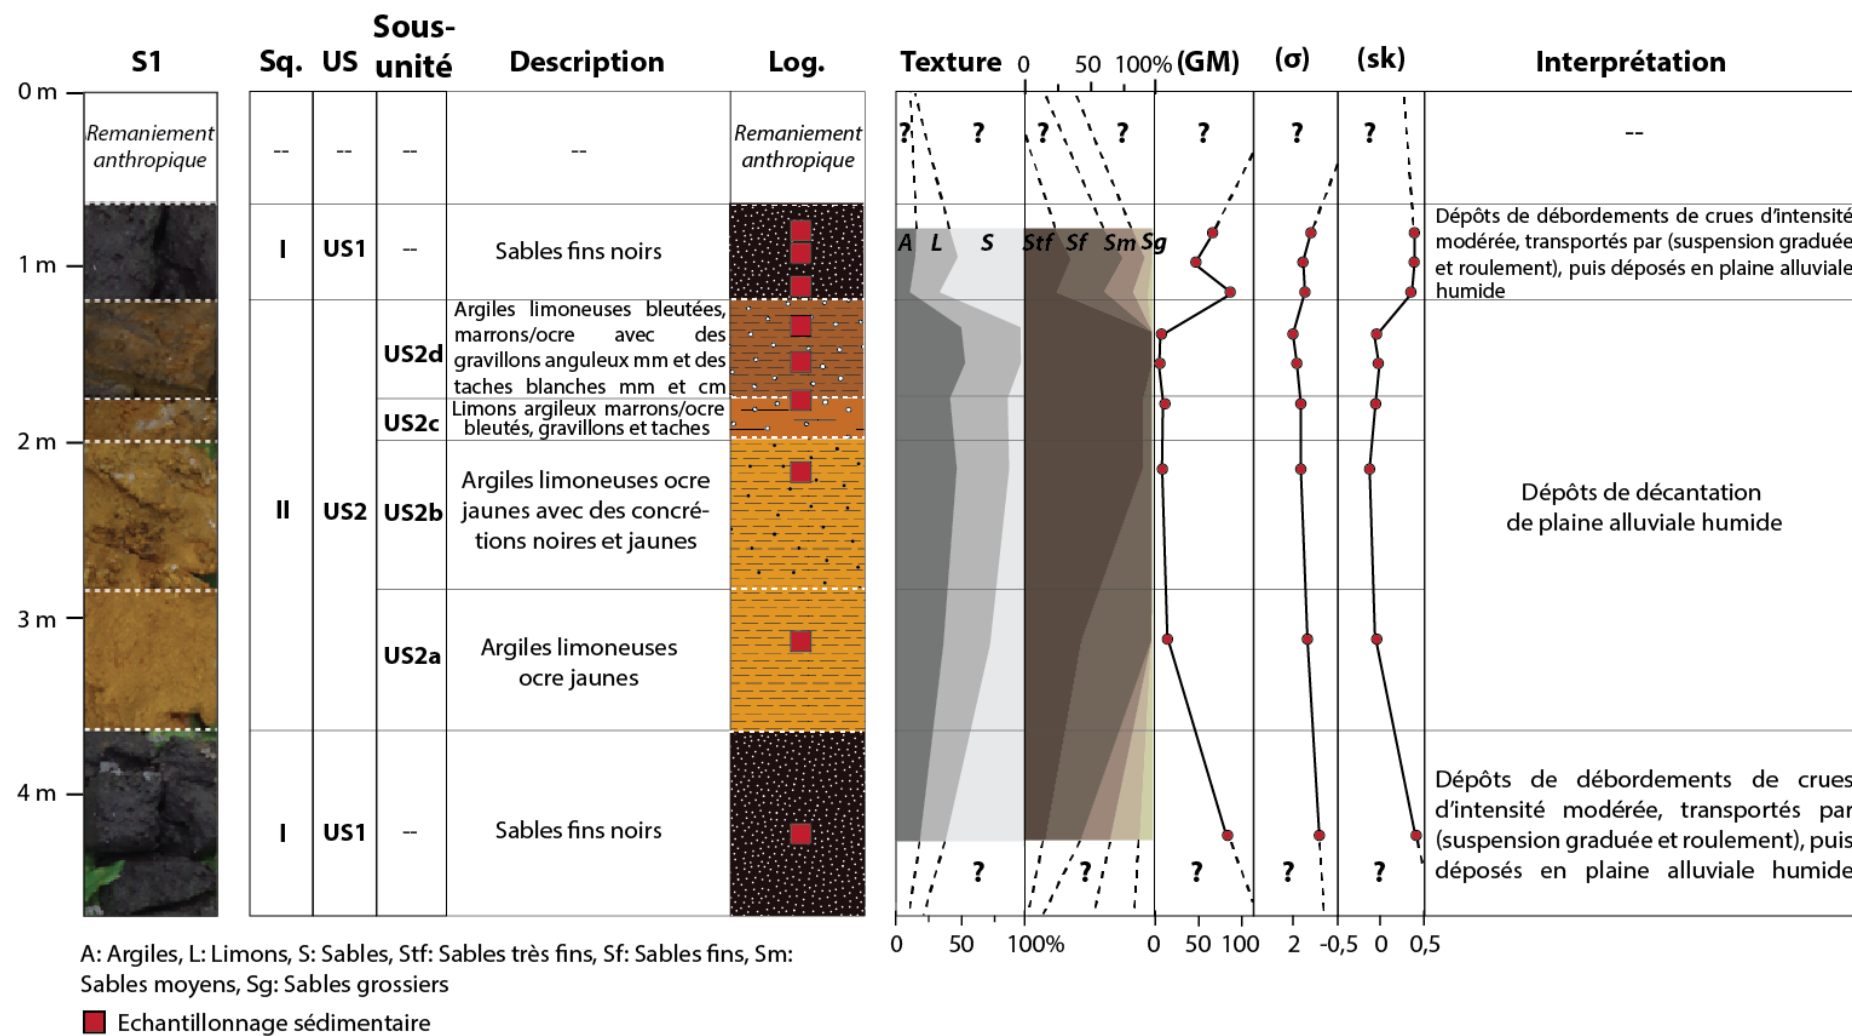 S1
Sq.
US
Sous-
unité
Description
Log.
Texture
0 50 100%
(GM)
(σ)
(sk)
Interprétation
0 m
1 m
2 m
3 m
4 m
Remaniement
anthropique
--
--
--
--
Remaniement
anthropique
?
?
?
?
?
?
?
--
I
US1
--
Sables fins noirs
A L S Stf Sf Sm Sg
Dépôts de débordements de crues d’intensité
modérée, transportés par (suspension graduée
et roulement), puis déposés en plaine alluviale
humide
II
US2
US2d
Argiles limoneuses bleutées,
marrons/ocre avec des
gravillons anguleux mm et des
taches blanches mm et cm
US2c
Limons argileux marrons/ocre
bleutés, gravillons et taches
US2b
Argiles limoneuses ocre
jaunes avec des concré-
tions noires et jaunes
US2a
Argiles limoneuses
ocre jaunes
Dépôts de décantation
de plaine alluviale humide
I
US1
--
Sables fins noirs
?
?
?
?
?
Dépôts de débordements de crues
d’intensité modérée, transportés par
(suspension graduée et roulement), puis
déposés en plaine alluviale humide
0 50 100%
0 50 100
2
-0,5 0 0,5
A: Argiles, L: Limons, S: Sables, Stf: Sables très fins, Sf: Sables fins, Sm:
Sables moyens, Sg: Sables grossiers
Echantillonnage sédimentaire